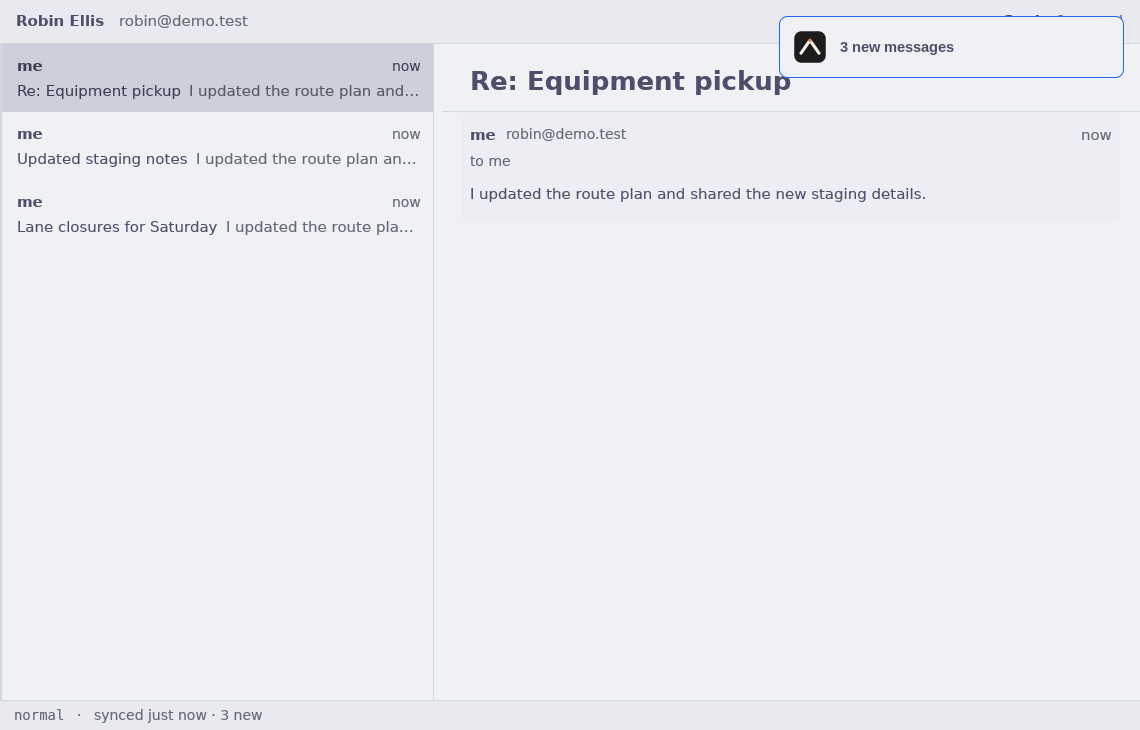 Robin Ellis robin@demo.test
3 new messages
me now
Re: Equipment pickup I updated the route plan and…
me now
Updated staging notes I updated the route plan an…
me now
Lane closures for Saturday I updated the route pla…
Re: Equipment pickup
me robin@demo.test now
to me
I updated the route plan and shared the new staging details.
normal · synced just now · 3 new